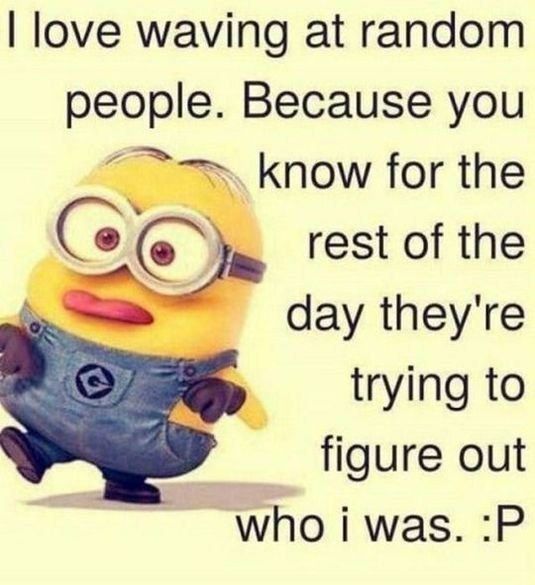 I love waving at random
people. Because you
know for the
rest of the
day they're
trying to
figure out
who i was. :P